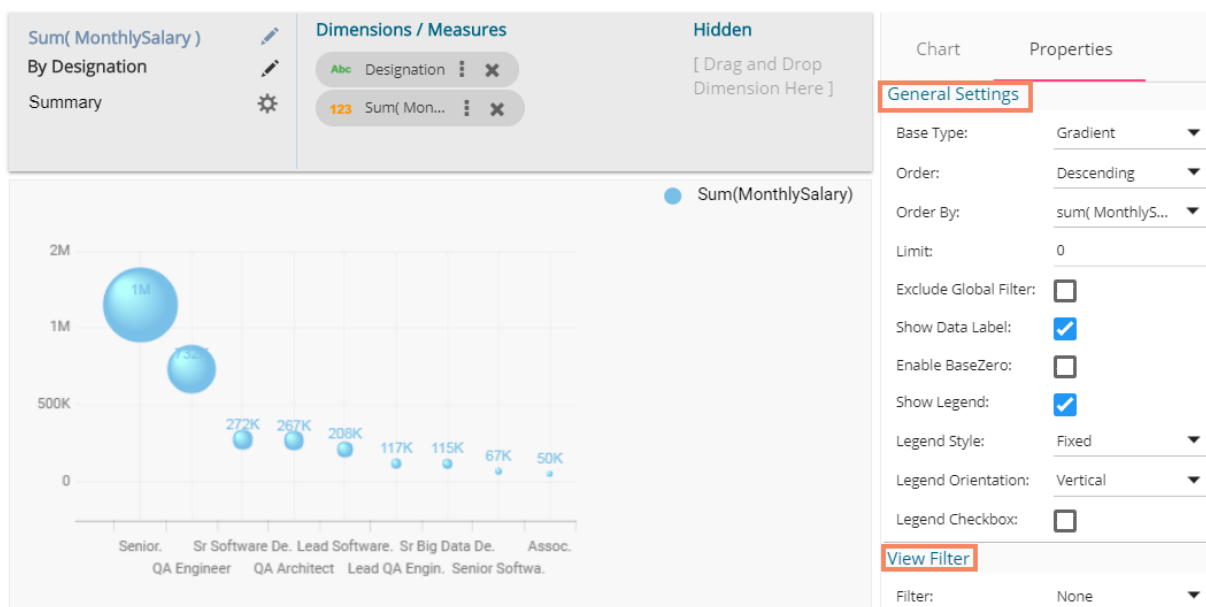 Sum( MonthlySalary )
By Designation
Summary
Dimensions / Measures
Abc Designation
123 Sum( Mon...
Hidden
[ Drag and Drop
Dimension Here ]
Chart Properties
General Settings
Base Type: Gradient
Order: Descending
Order By: sum( MonthlyS...
Limit: 0
Exclude Global Filter:
Show Data Label:
Enable BaseZero:
Show Legend:
Legend Style: Fixed
Legend Orientation: Vertical
Legend Checkbox:
View Filter
Filter: None
Sum(MonthlySalary)
2M
1M
500K
0
1M
732K
272K
267K
208K
117K
115K
67K
50K
Senior. Sr Software De. Lead Software. Sr Big Data De. Assoc.
QA Engineer QA Architect Lead QA Engin. Senior Softwa.